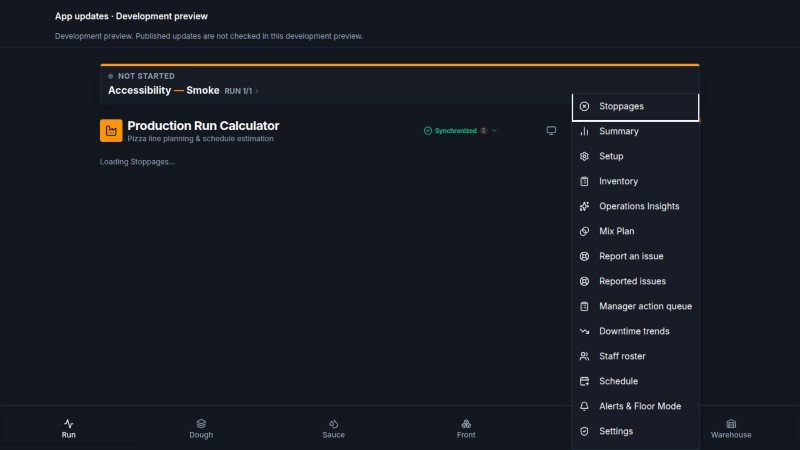 App updates · Development preview
Development preview. Published updates are not checked in this development preview.
NOT STARTED
Accessibility — Smoke RUN 1/1 ›
Production Run Calculator
Pizza line planning & schedule estimation
Synchronized 2
Loading Stoppages...
Stoppages
Summary
Setup
Inventory
Operations Insights
Mix Plan
Report an issue
Reported issues
Manager action queue
Downtime trends
Staff roster
Schedule
Alerts & Floor Mode
Settings
Run
Dough
Sauce
Front
Warehouse